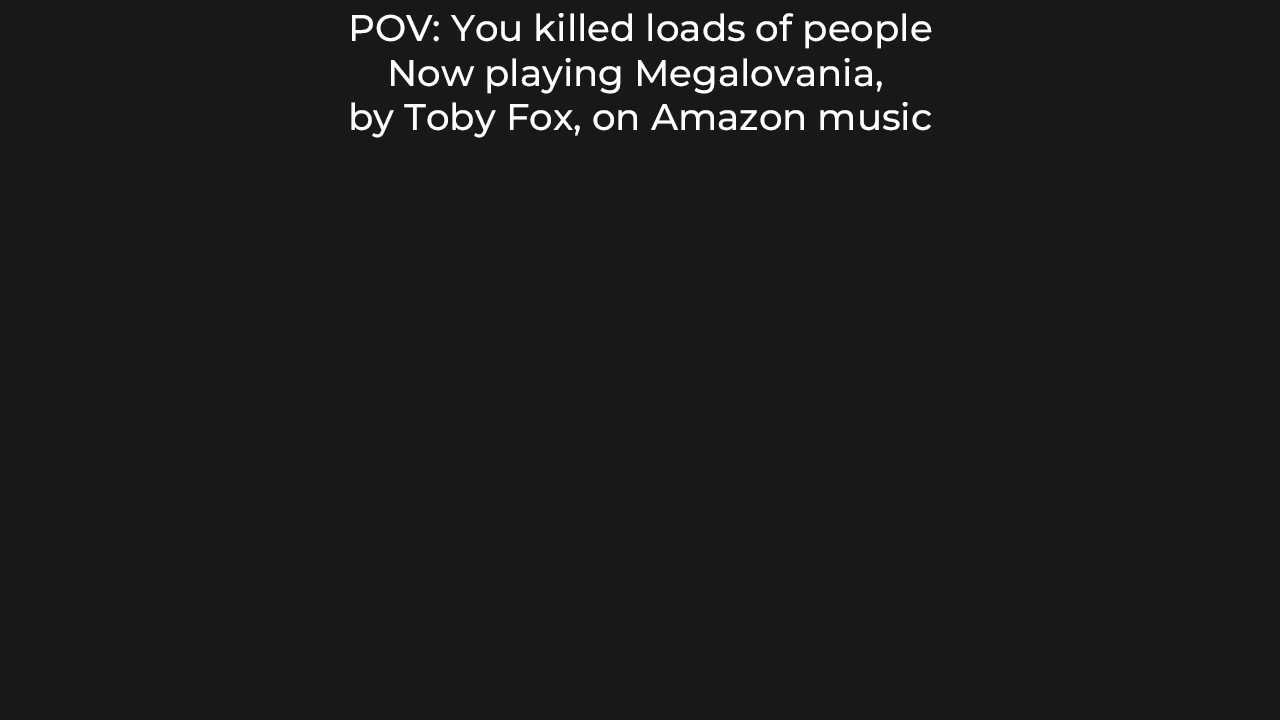 POV: You killed loads of people
Now playing Megalovania,
by Toby Fox, on Amazon music